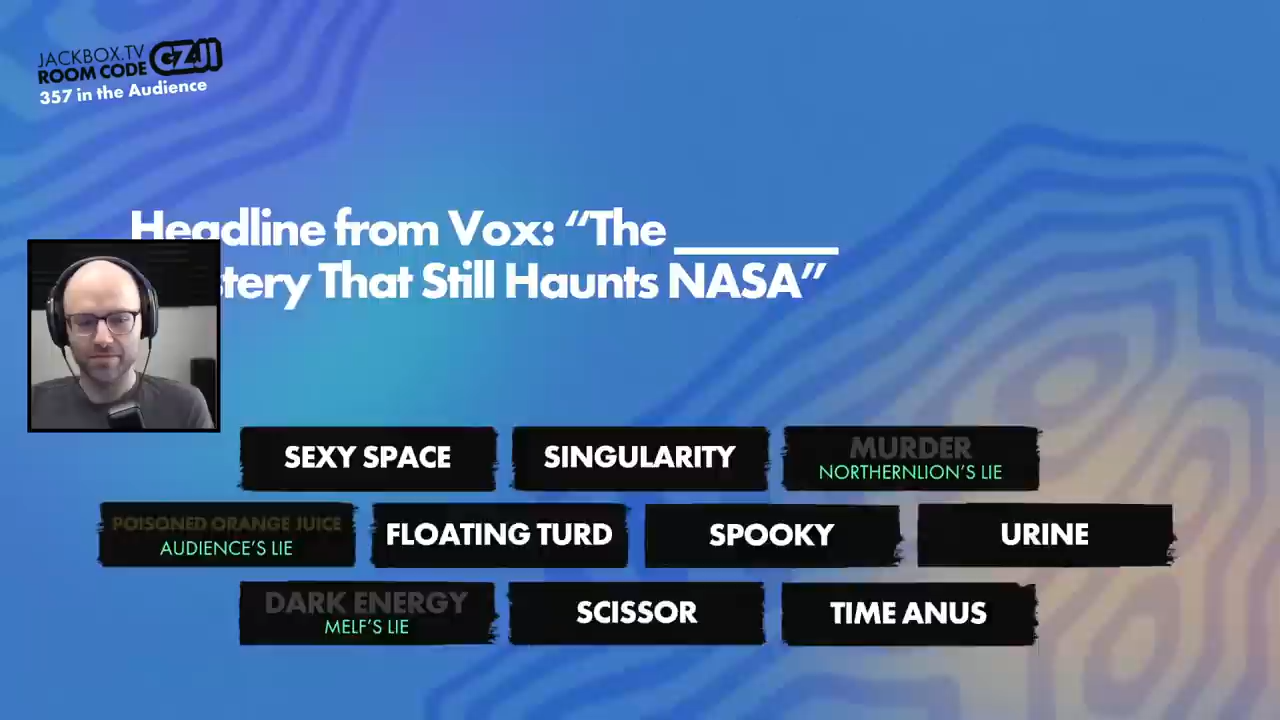 JACKBOX.TV
ROOM CODE GZJI
357 in the Audience
Headline from Vox: “The ______
stery That Still Haunts NASA”
SEXY SPACE
SINGULARITY
MURDER
NORTHERNLION'S LIE
POISONED ORANGE JUICE
AUDIENCE'S LIE
FLOATING TURD
SPOOKY
URINE
DARK ENERGY
MELF'S LIE
SCISSOR
TIME ANUS